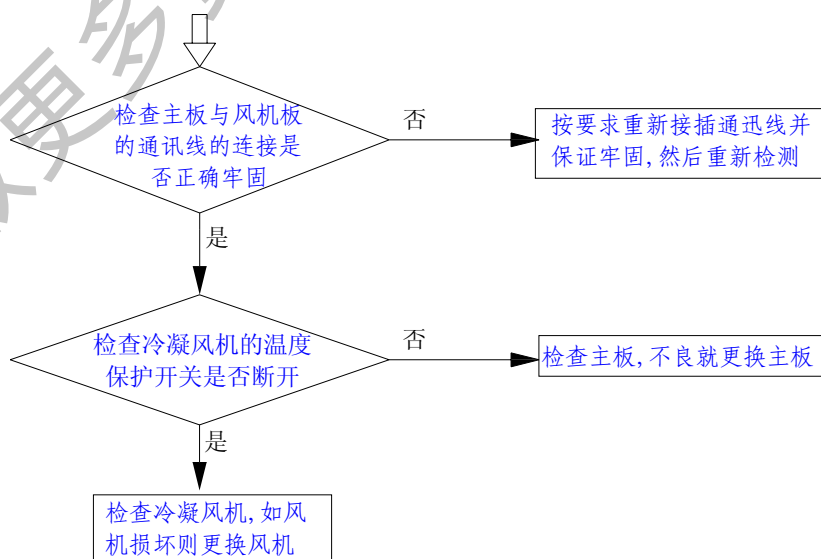 更多
检查主板与风机板
的通讯线的连接是
否正确牢固
否
按要求重新接插通迅线并
保证牢固,然后重新检测
是
检查冷凝风机的温度
保护开关是否断开
否
检查主板,不良就更换主板
是
检查冷凝风机,如风
机损坏则更换风机